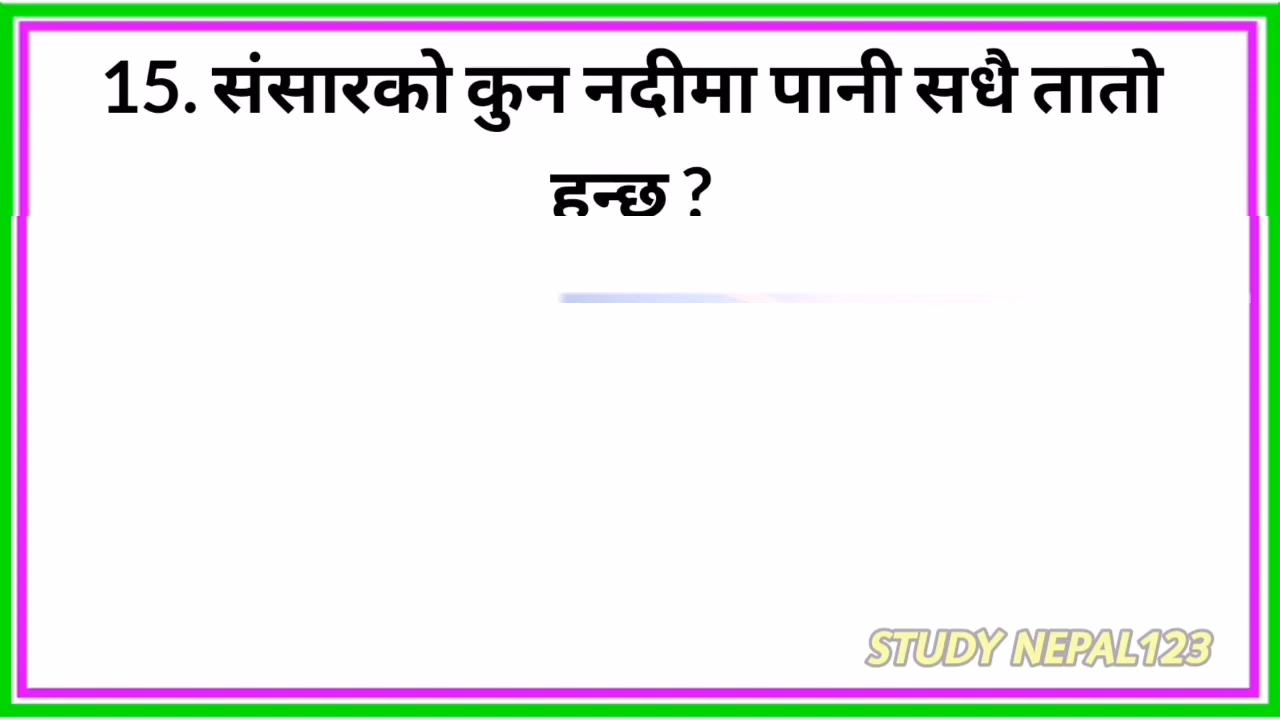 15. संसारको कुन नदीमा पानी सधै तातो
हुन्छ ?
STUDY NEPAL123